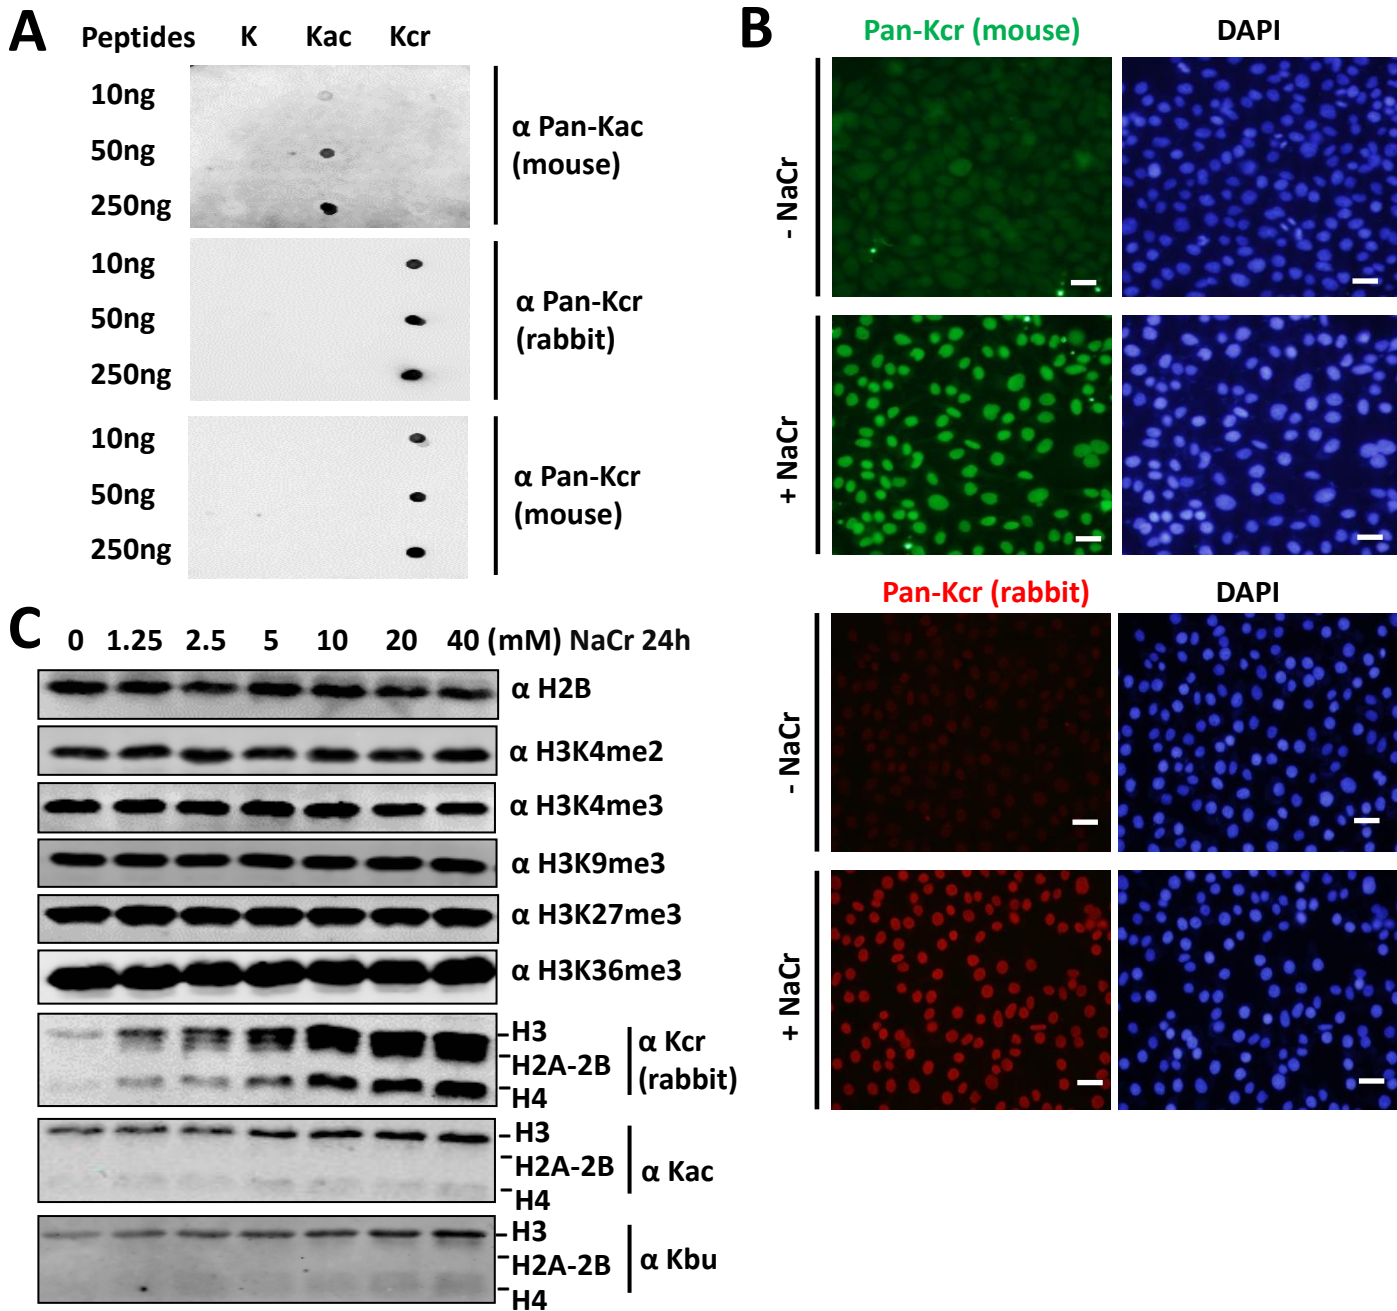 A
Peptides K Kac Kcr
10ng
50ng
250ng
α Pan-Kac
(mouse)
10ng
50ng
250ng
α Pan-Kcr
(rabbit)
10ng
50ng
250ng
α Pan-Kcr
(mouse)
B
Pan-Kcr (mouse) DAPI
- NaCr
+ NaCr
Pan-Kcr (rabbit) DAPI
- NaCr
+ NaCr
C
0 1.25 2.5 5 10 20 40 (mM) NaCr 24h
α H2B
α H3K4me2
α H3K4me3
α H3K9me3
α H3K27me3
α H3K36me3
H3
H2A-2B
H4
α Kcr
(rabbit)
H3
H2A-2B
H4
α Kac
H3
H2A-2B
H4
α Kbu